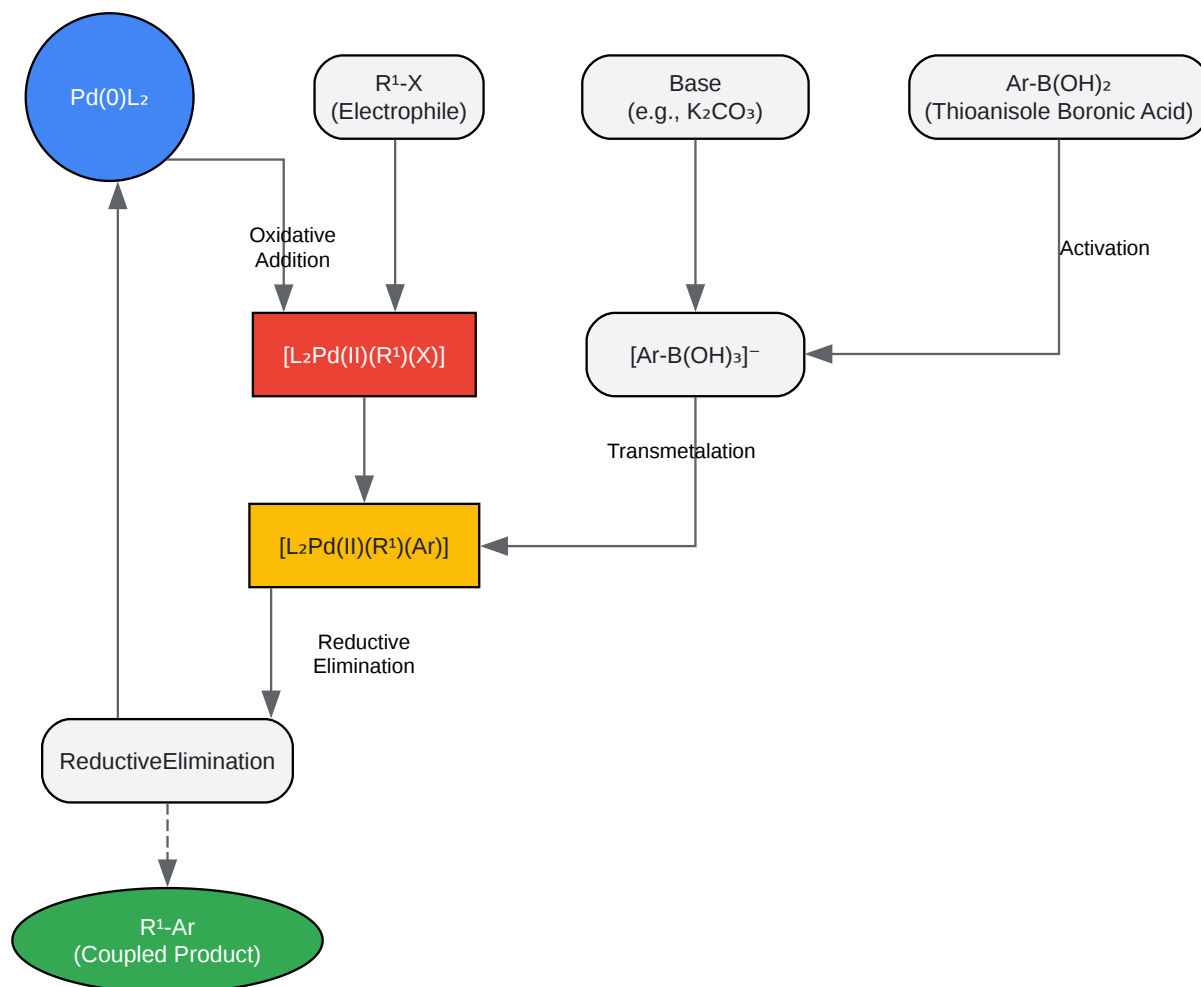 Pd(0)L₂
R¹-X
(Electrophile)
Base
(e.g., K₂CO₃)
Ar-B(OH)₂
(Thioanisole Boronic Acid)
Oxidative
Addition
Activation
[L₂Pd(II)(R¹)(X)]
[Ar-B(OH)₃]⁻
Transmetalation
[L₂Pd(II)(R¹)(Ar)]
Reductive
Elimination
ReductiveElimination
R¹-Ar
(Coupled Product)